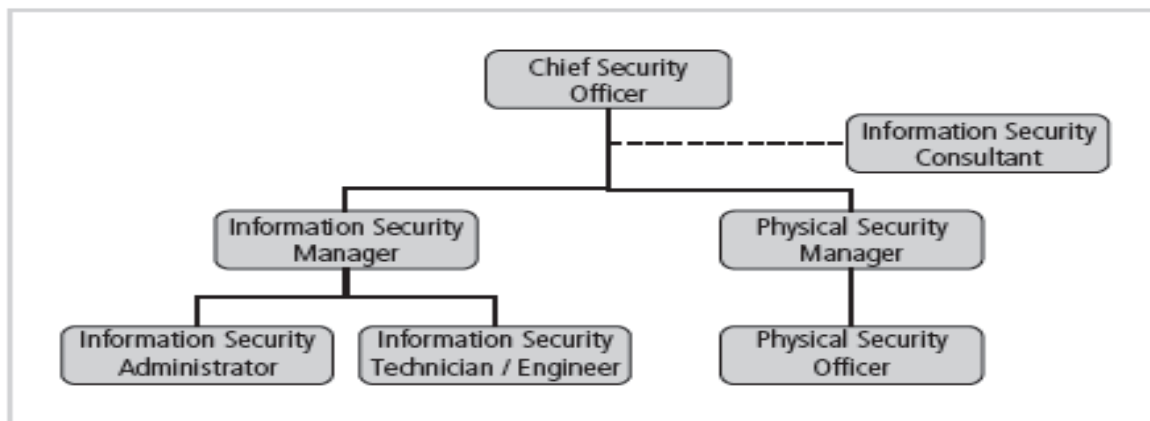 Chief Security
Officer
Information Security
Consultant
Information Security
Manager
Physical Security
Manager
Information Security
Administrator
Information Security
Technician / Engineer
Physical Security
Officer